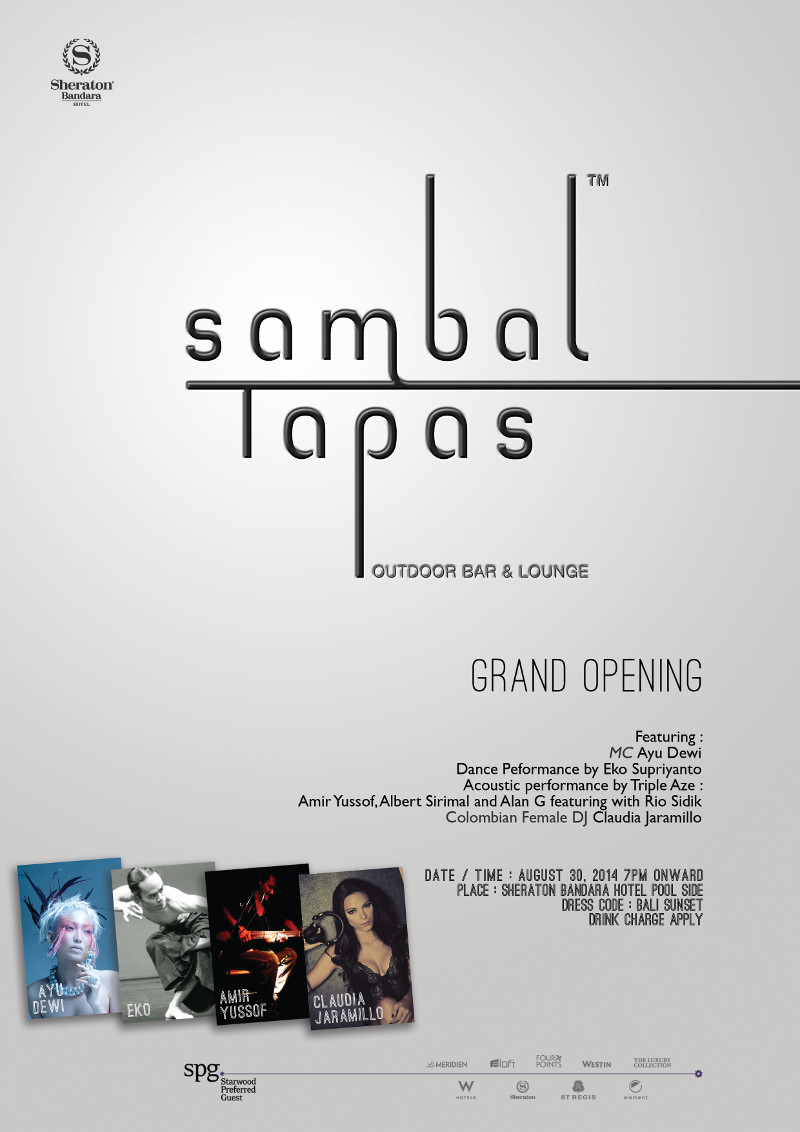 Sheraton®
Bandara
HOTEL
sambal TM
tapas
OUTDOOR BAR & LOUNGE
GRAND OPENING
Featuring :
MC Ayu Dewi
Dance Peformance by Eko Supriyanto
Acoustic performance by Triple Aze :
Amir Yussof, Albert Sirimal and Alan G featuring with Rio Sidik
Colombian Female DJ Claudia Jaramillo
DATE / TIME : AUGUST 30, 2014 7PM ONWARD
PLACE : SHERATON BANDARA HOTEL POOL SIDE
DRESS CODE : BALI SUNSET
DRINK CHARGE APPLY
AYU
DEWI
EKO
AMIR
YUSSOF
CLAUDIA
JARAMILLO
spg
Starwood
Preferred
Guest
LE MERIDIEN
aloft
FOUR
POINTS
WESTIN
THE LUXURY
COLLECTION
W
HOTELS
Sheraton
ST REGIS
element